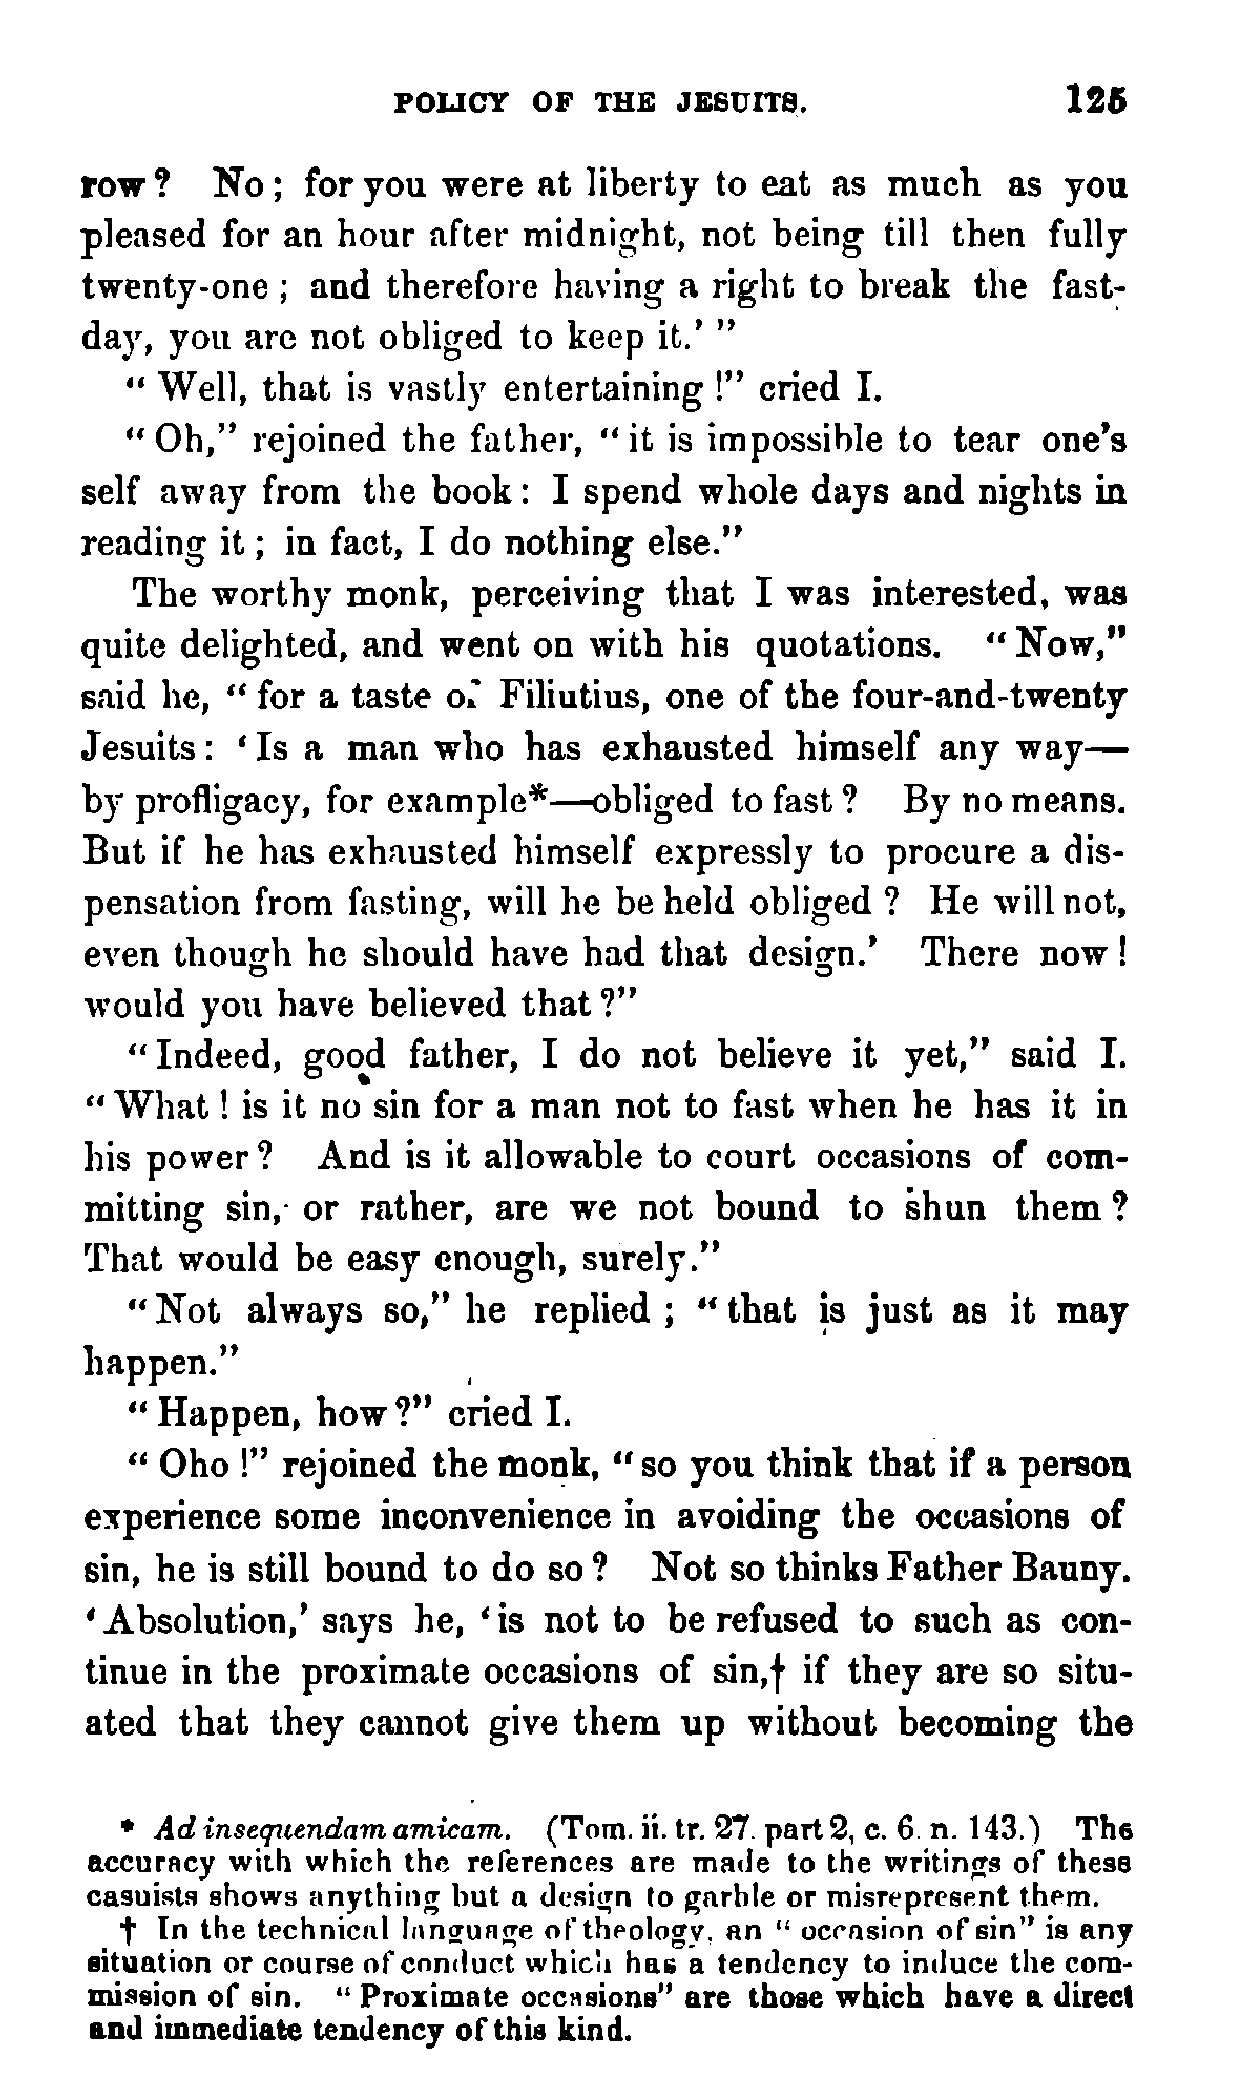 POLICY OF THE JESUITS. 125
row? No; for you were at liberty to eat as much as you
pleased for an hour after midnight, not being till then fully
twenty-one; and therefore having a right to break the fast-
day, you are not obliged to keep it.' "
" Well, that is vastly entertaining !" cried I.
" Oh," rejoined the father, " it is impossible to tear one's
self away from the book: I spend whole days and nights in
reading it; in fact, I do nothing else."
The worthy monk, perceiving that I was interested, was
quite delighted, and went on with his quotations. " Now,"
said he, " for a taste of Filiutius, one of the four-and-twenty
Jesuits: ' Is a man who has exhausted himself any way—
by profligacy, for example*—obliged to fast? By no means.
But if he has exhausted himself expressly to procure a dis-
pensation from fasting, will he be held obliged? He will not,
even though he should have had that design.' There now!
would you have believed that?"
" Indeed, good father, I do not believe it yet," said I.
" What! is it no sin for a man not to fast when he has it in
his power? And is it allowable to court occasions of com-
mitting sin, or rather, are we not bound to shun them?
That would be easy enough, surely."
" Not always so," he replied; " that is just as it may
happen."
" Happen, how?" cried I.
" Oho!" rejoined the monk, " so you think that if a person
experience some inconvenience in avoiding the occasions of
sin, he is still bound to do so? Not so thinks Father Bauny.
' Absolution,' says he, ' is not to be refused to such as con-
tinue in the proximate occasions of sin,† if they are so situ-
ated that they cannot give them up without becoming the
* Ad insequendam amicam. (Tom. ii. tr. 27. part 2, c. 6. n. 143.) The
accuracy with which the references are made to the writings of these
casuists shows anything but a design to garble or misrepresent them.
† In the technical language of theology, an " occasion of sin" is any
situation or course of conduct which has a tendency to induce the com-
mission of sin. " Proximate occasions" are those which have a direct
and immediate tendency of this kind.